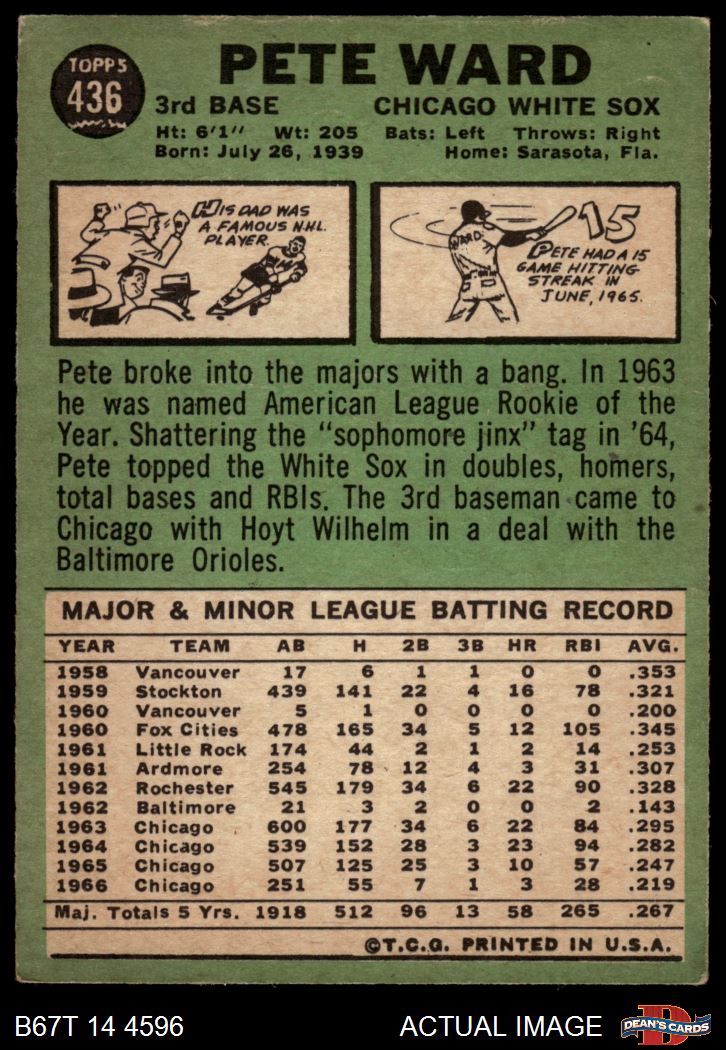 TOPPS
436
PETE WARD
3rd BASE CHICAGO WHITE SOX
Ht: 6'1" Wt: 205 Bats: Left Throws: Right
Born: July 26, 1939 Home: Sarasota, Fla.
HIS DAD WAS
A FAMOUS N.H.L.
PLAYER.
15
WARD
PETE HAD A 15
GAME HITTING
STREAK IN
JUNE, 1965.
Pete broke into the majors with a bang. In 1963
he was named American League Rookie of the
Year. Shattering the "sophomore jinx" tag in '64,
Pete topped the White Sox in doubles, homers,
total bases and RBIs. The 3rd baseman came to
Chicago with Hoyt Wilhelm in a deal with the
Baltimore Orioles.
MAJOR & MINOR LEAGUE BATTING RECORD
YEAR TEAM AB H 2B 3B HR RBI AVG.
1958 Vancouver 17 6 1 1 0 0 .353
1959 Stockton 439 141 22 4 16 78 .321
1960 Vancouver 5 1 0 0 0 0 .200
1960 Fox Cities 478 165 34 5 12 105 .345
1961 Little Rock 174 44 2 1 2 14 .253
1961 Ardmore 254 78 12 4 3 31 .307
1962 Rochester 545 179 34 6 22 90 .328
1962 Baltimore 21 3 2 0 0 2 .143
1963 Chicago 600 177 34 6 22 84 .295
1964 Chicago 539 152 28 3 23 94 .282
1965 Chicago 507 125 25 3 10 57 .247
1966 Chicago 251 55 7 1 3 28 .219
Maj. Totals 5 Yrs. 1918 512 96 13 58 265 .267
©T.C.G. PRINTED IN U.S.A.
B67T 14 4596 ACTUAL IMAGE
D
DEAN'S CARDS